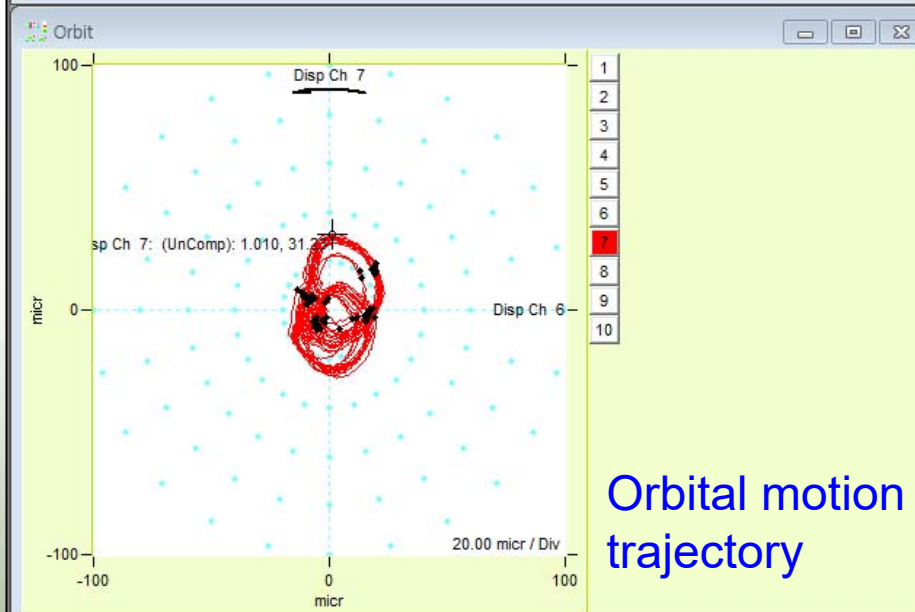 Orbit
100
Disp Ch 7
1
2
3
4
5
6
7
8
9
10
sp Ch 7: (UnComp): 1.010, 31.27
micr
0
Disp Ch 6
20.00 micr / Div
-100
-100
0
100
micr
Orbital motion
trajectory